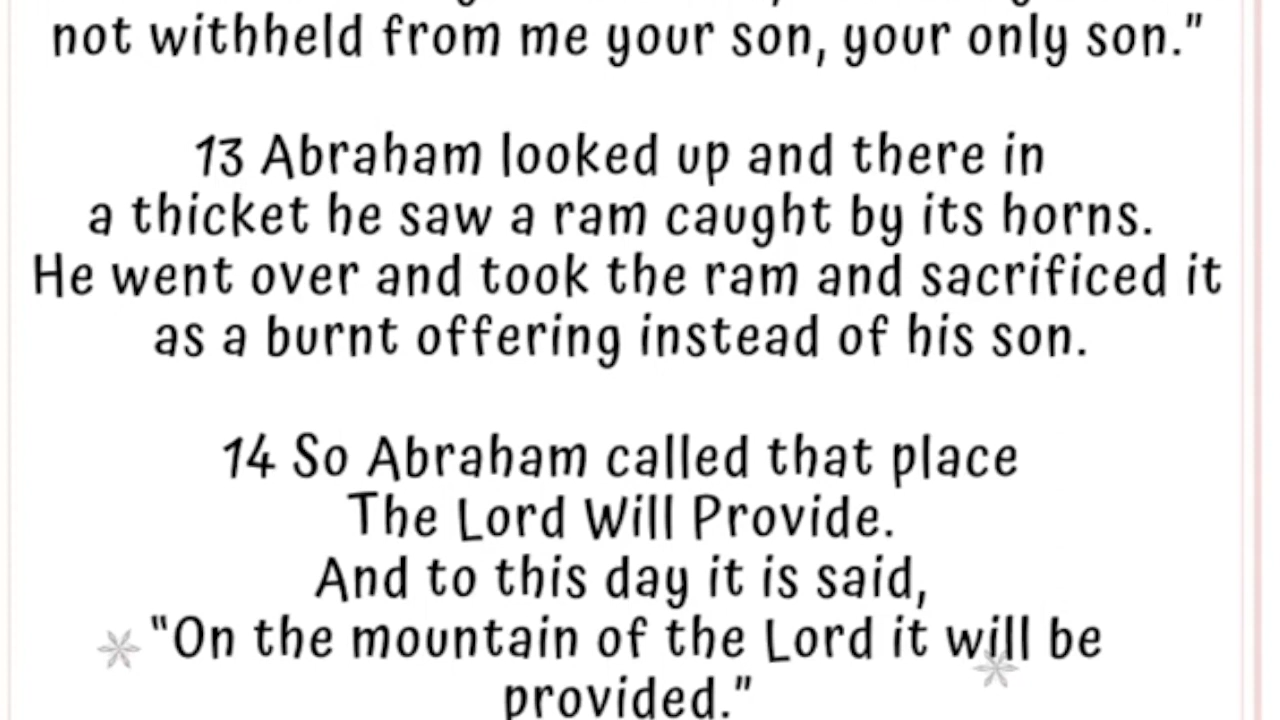 not withheld from me your son, your only son.”
13 Abraham looked up and there in
a thicket he saw a ram caught by its horns.
He went over and took the ram and sacrificed it
as a burnt offering instead of his son.
14 So Abraham called that place
The Lord Will Provide.
And to this day it is said,
“On the mountain of the Lord it will be
provided.”